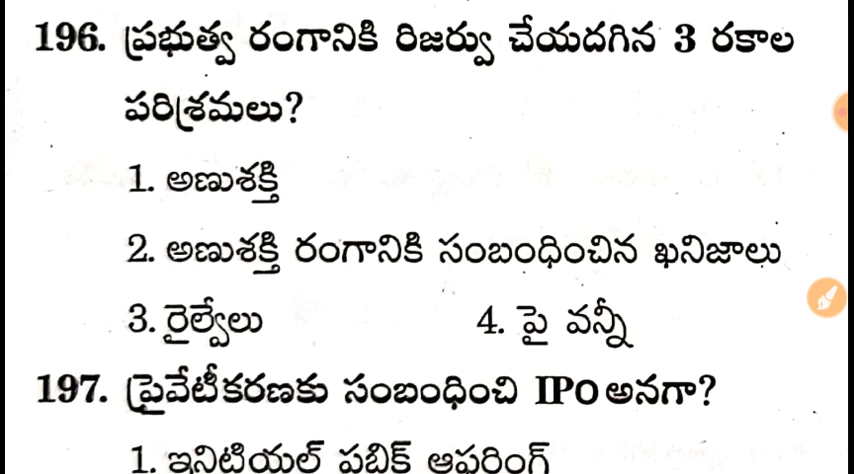 196. ప్రభుత్వ రంగానికి రిజర్వు చేయదగిన 3 రకాల
పరిశ్రమలు?
1. అణుశక్తి
2. అణుశక్తి రంగానికి సంబంధించిన ఖనిజాలు
3. రైల్వేలు 4. పై వన్నీ
197. ప్రైవేటీకరణకు సంబంధించి IPO అనగా?
1. ఇనిటియల్ పబిక్ ఆఫరింగ్